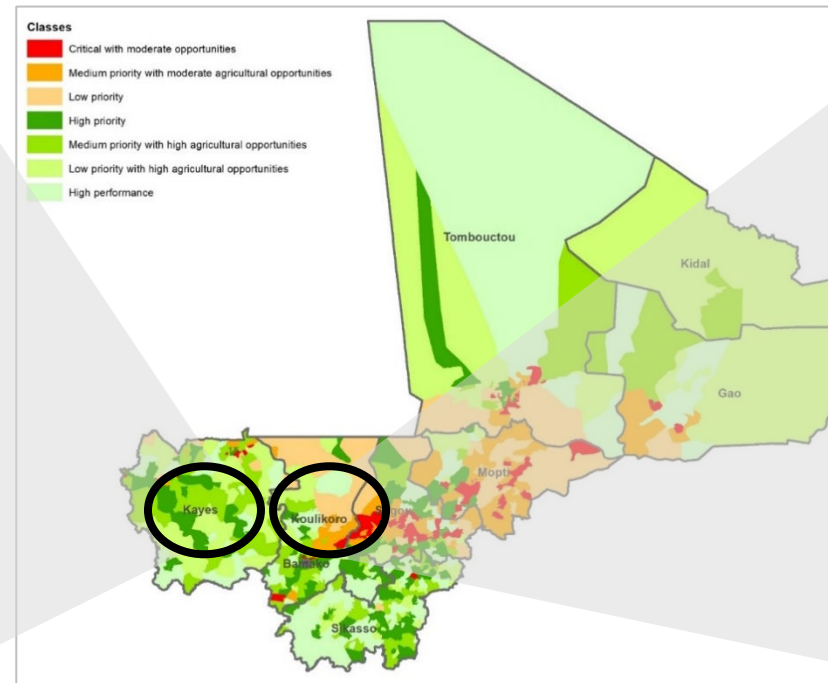 Classes
Critical with moderate opportunities
Medium priority with moderate agricultural opportunities
Low priority
High priority
Medium priority with high agricultural opportunities
Low priority with high agricultural opportunities
High performance
Tombouctou
Kidal
Gao
Mopti
Kayes
Koulikoro
Bamako
Sikasso